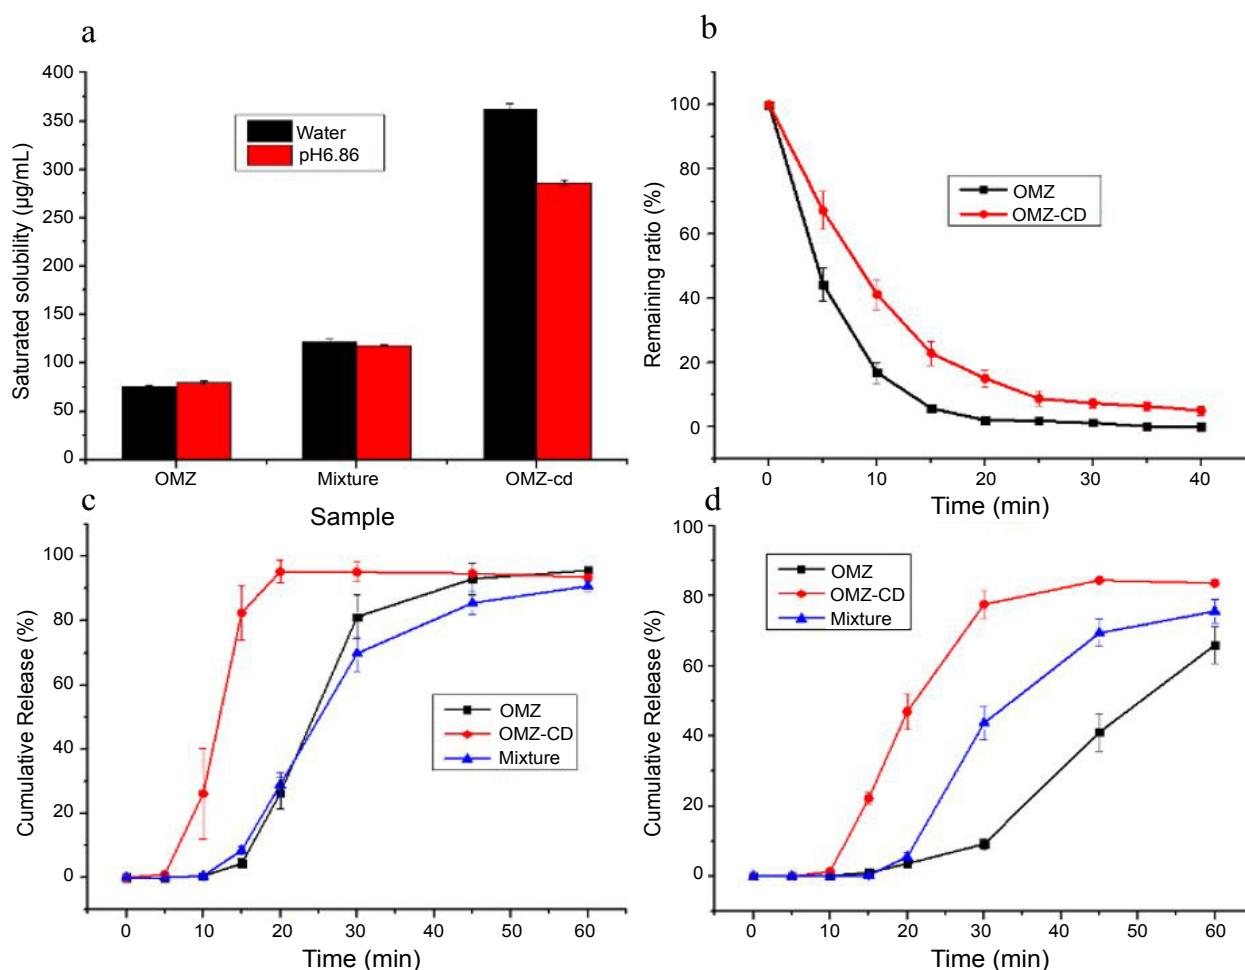 a
Saturated solubility (μg/mL)
400
350
300
250
200
150
100
50
0
Water
pH6.86
OMZ
Mixture
OMZ-cd
Sample
b
Remaining ratio (%)
100
80
60
40
20
0
OMZ
OMZ-CD
0
10
20
30
40
Time (min)
c
Cumulative Release (%)
100
80
60
40
20
0
OMZ
OMZ-CD
Mixture
0
10
20
30
40
50
60
Time (min)
d
Cumulative Release (%)
100
80
60
40
20
0
OMZ
OMZ-CD
Mixture
0
10
20
30
40
50
60
Time (min)